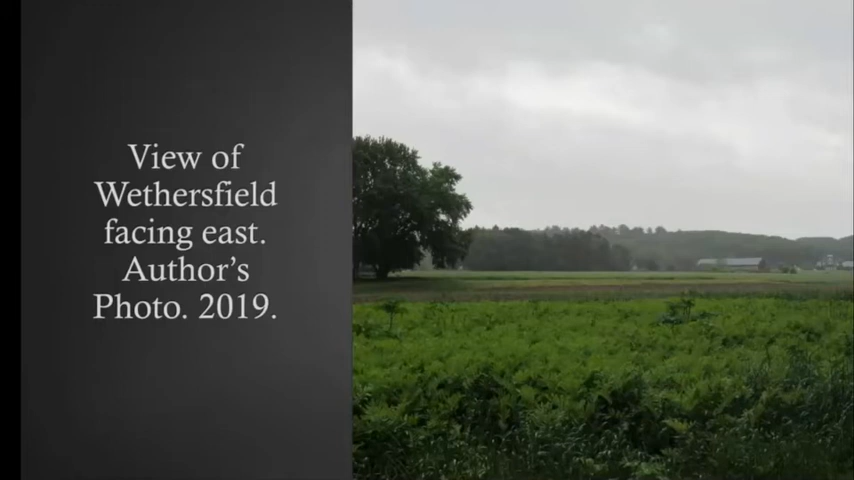 View of
Wethersfield
facing east.
Author's
Photo. 2019.